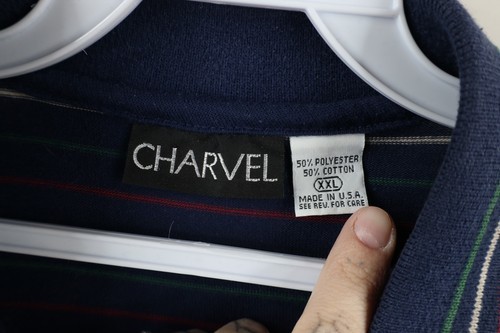 CHARVEL
50% POLYESTER
50% COTTON
XXL
MADE IN U.S.A.
SEE REV. FOR CARE